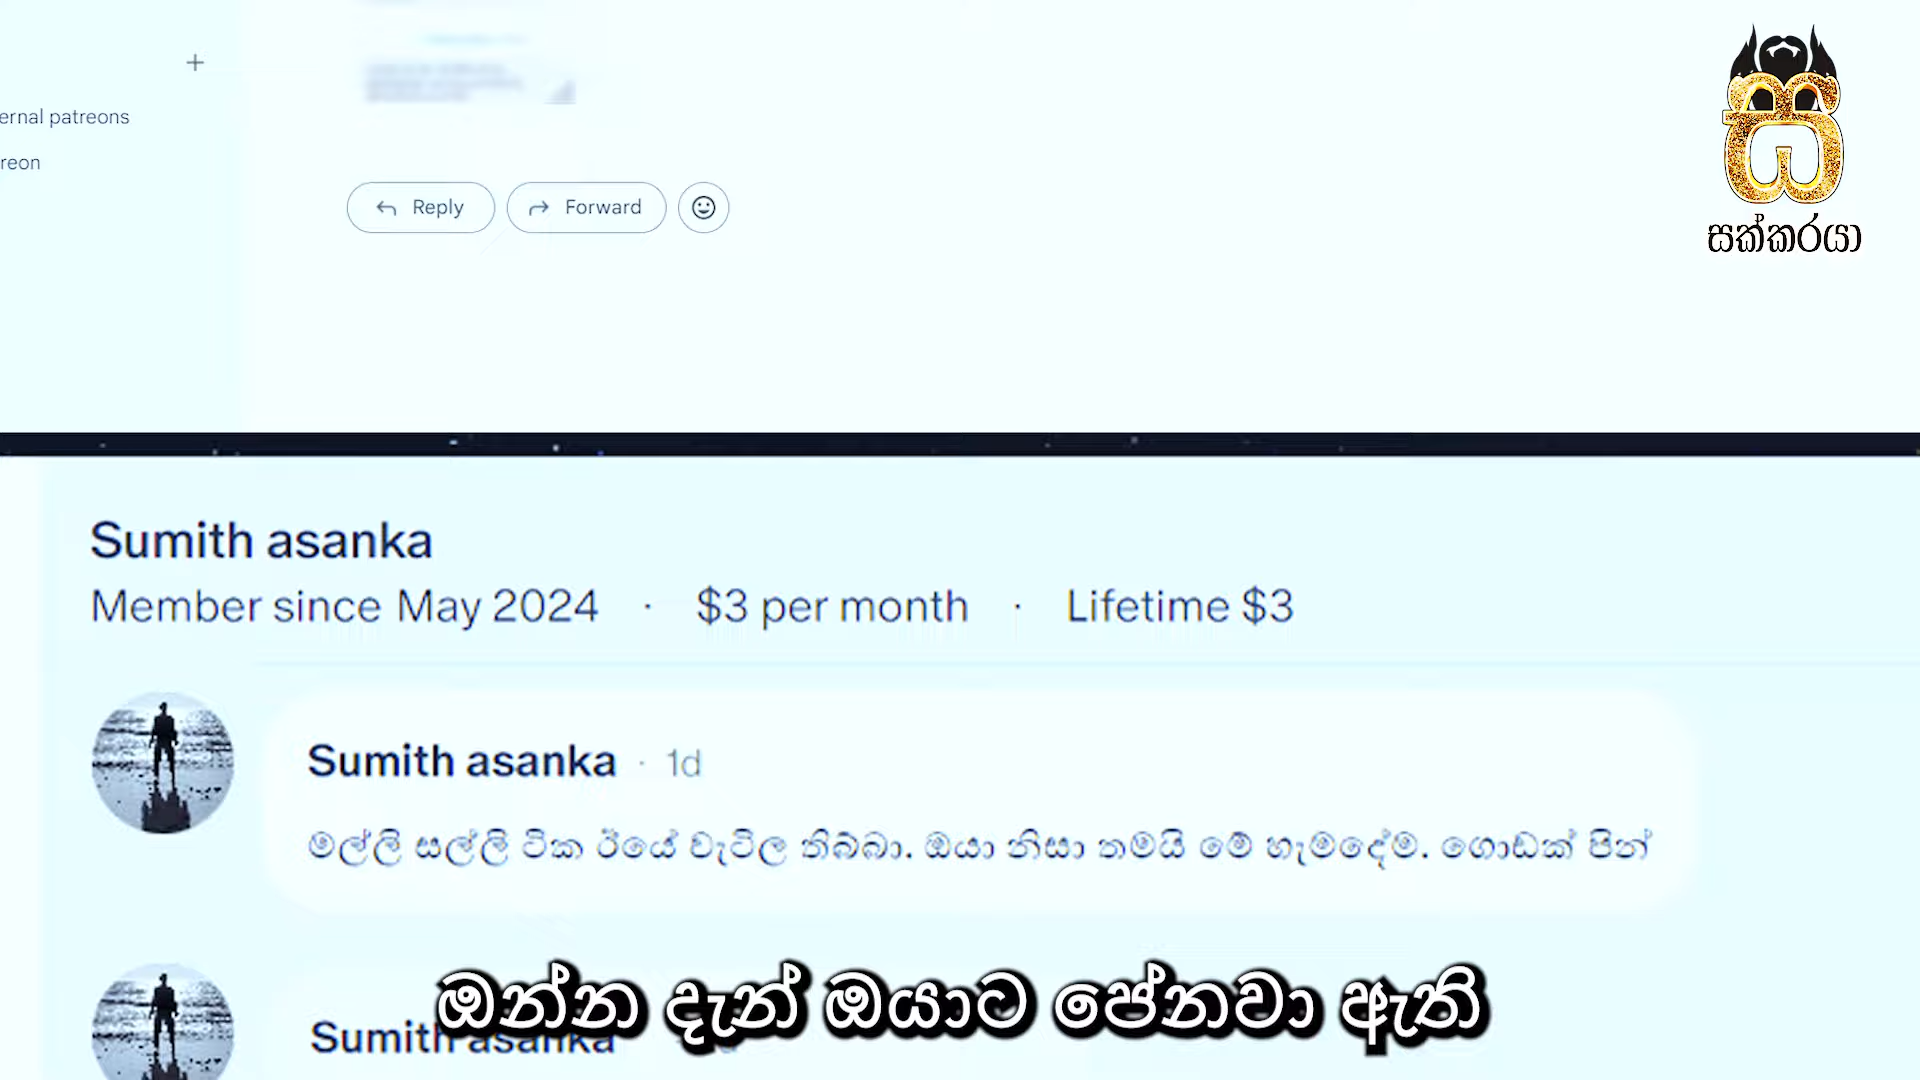 ernal patreons
reon
Reply
Forward
සක්කරයා
Sumith asanka
Member since May 2024 · $3 per month · Lifetime $3
Sumith asanka · 1d
මල්ලි සල්ලි ටික ඊයේ වැටිල තිබ්බා. ඔයා නිසා තමයි මේ හැමදේම. ගොඩක් පින්
Sumith asanka
ඔන්න දැන් ඔයාට පේනවා ඇති